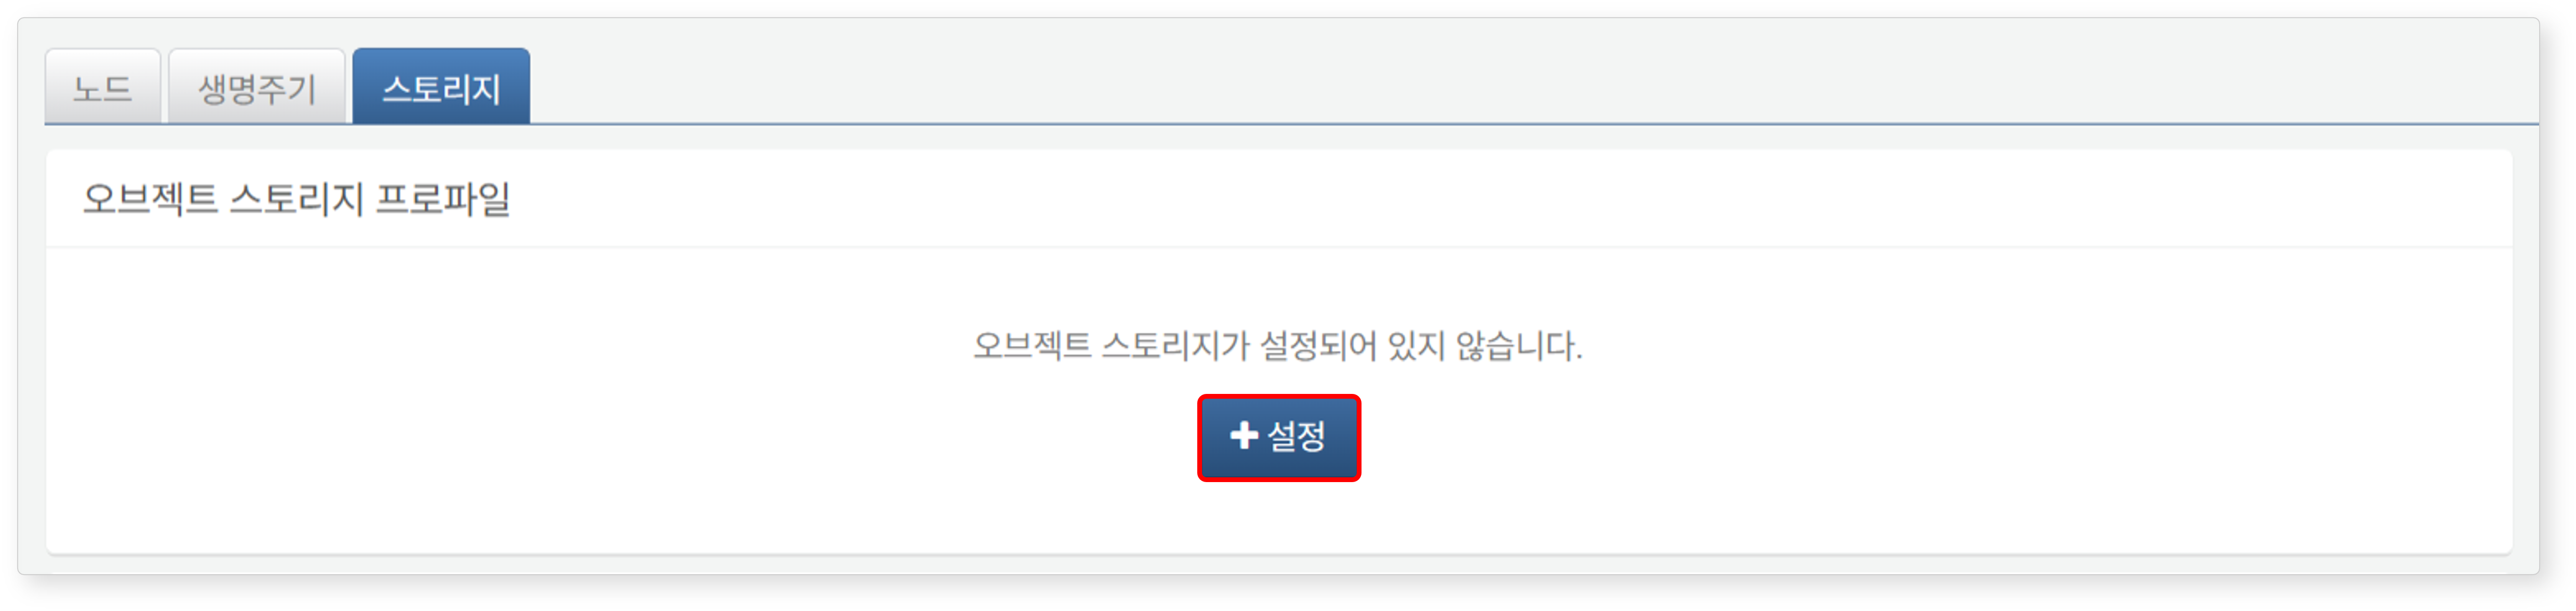 노드 생명주기 스토리지
오브젝트 스토리지 프로파일
오브젝트 스토리지가 설정되어 있지 않습니다.
설정